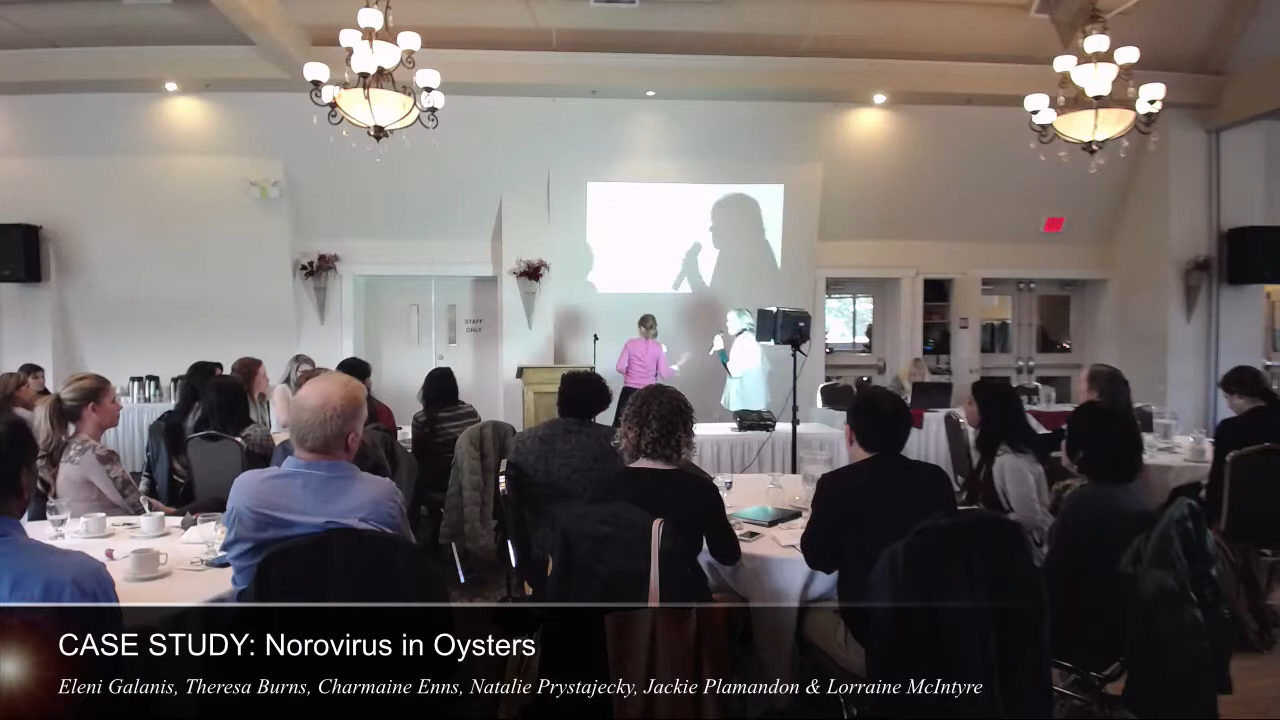 STAFF
ONLY
CASE STUDY: Norovirus in Oysters
Eleni Galanis, Theresa Burns, Charmaine Enns, Natalie Prystajecky, Jackie Plamandon & Lorraine McIntyre